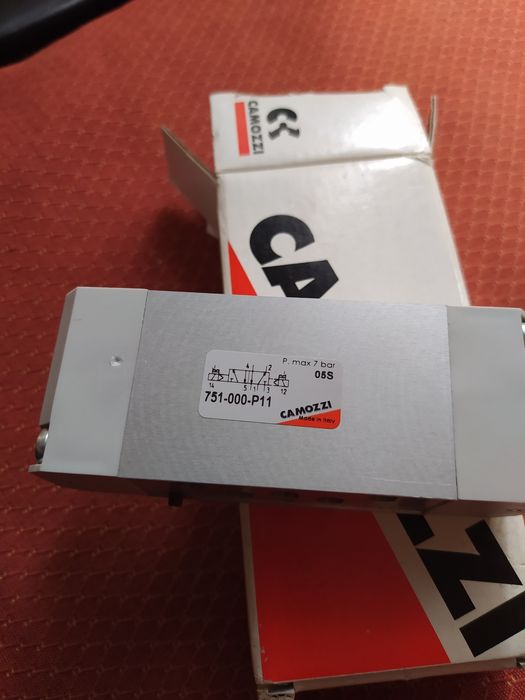 CAMOZZI
CA
P. max 7 bar
05S
4 2
14 5 1 3 12
751-000-P11
CAMOZZI
Made in Italy
ZZI